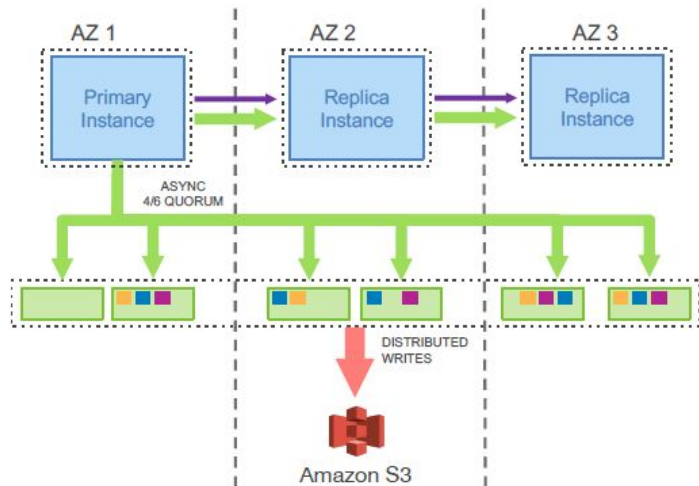 AZ 1
AZ 2
AZ 3
Primary
Instance
Replica
Instance
Replica
Instance
ASYNC
4/6 QUORUM
DISTRIBUTED
WRITES
Amazon S3